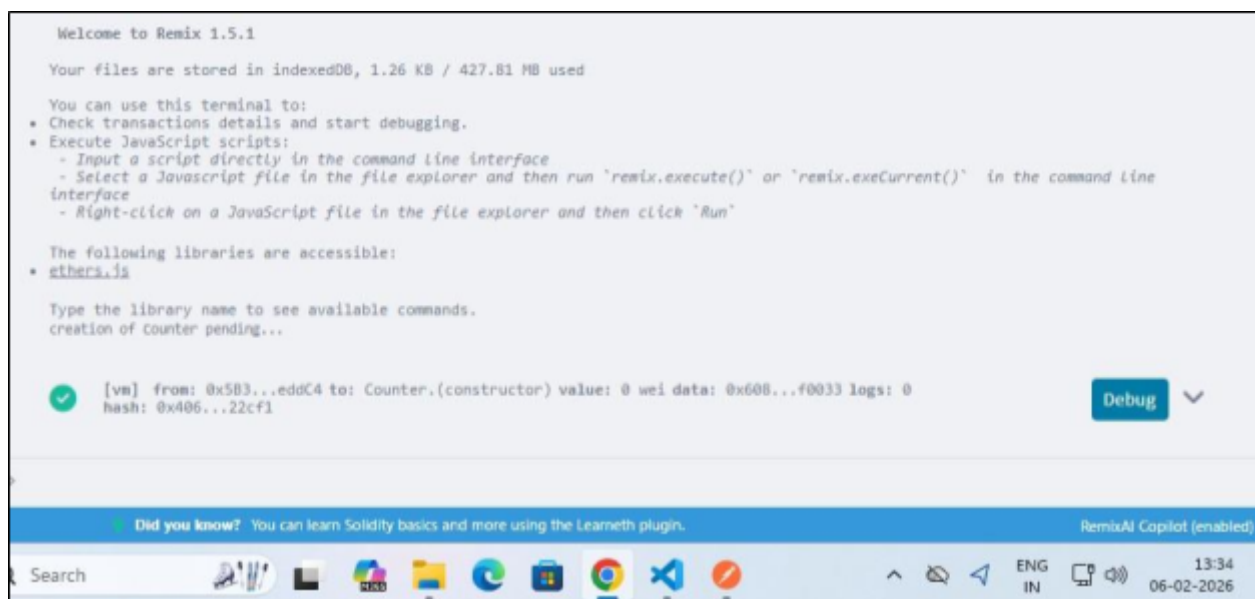 Welcome to Remix 1.5.1
Your files are stored in indexedDB, 1.26 KB / 427.81 MB used
You can use this terminal to:
• Check transactions details and start debugging.
• Execute JavaScript scripts:
- Input a script directly in the command line interface
- Select a Javascript file in the file explorer and then run `remix.execute()` or `remix.exeCurrent()` in the command line
interface
- Right-click on a JavaScript file in the file explorer and then click `Run`
The following libraries are accessible:
• ethers.js
Type the library name to see available commands.
creation of Counter pending...
[vm] from: 0x5B3...eddC4 to: Counter.(constructor) value: 0 wei data: 0x608...f0033 logs: 0
hash: 0x406...22cf1
Debug
>
Did you know? You can learn Solidity basics and more using the Learneth plugin.
RemixAI Copilot (enabled)
Search
M365
ENG
IN
13:34
06-02-2026